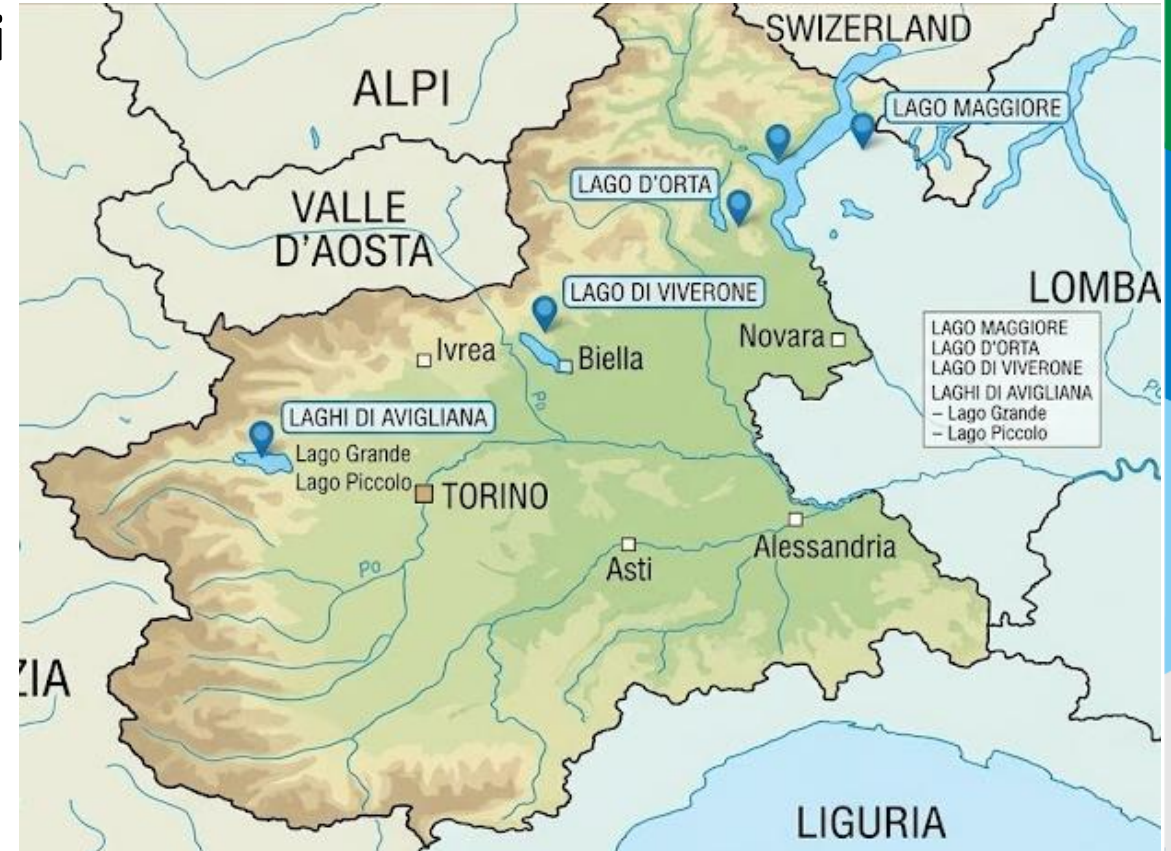 i
SWIZERLAND
ALPI
LAGO MAGGIORE
LAGO D'ORTA
VALLE
D'AOSTA
LAGO DI VIVERONE
LOMBA
Ivrea
Biella
Novara
LAGO MAGGIORE
LAGO D'ORTA
LAGO DI VIVERONE
LAGHI DI AVIGLIANA
– Lago Grande
– Lago Piccolo
Po
Po
LAGHI DI AVIGLIANA
Lago Grande
Lago Piccolo
TORINO
Alessandria
Asti
Po
ZIA
LIGURIA